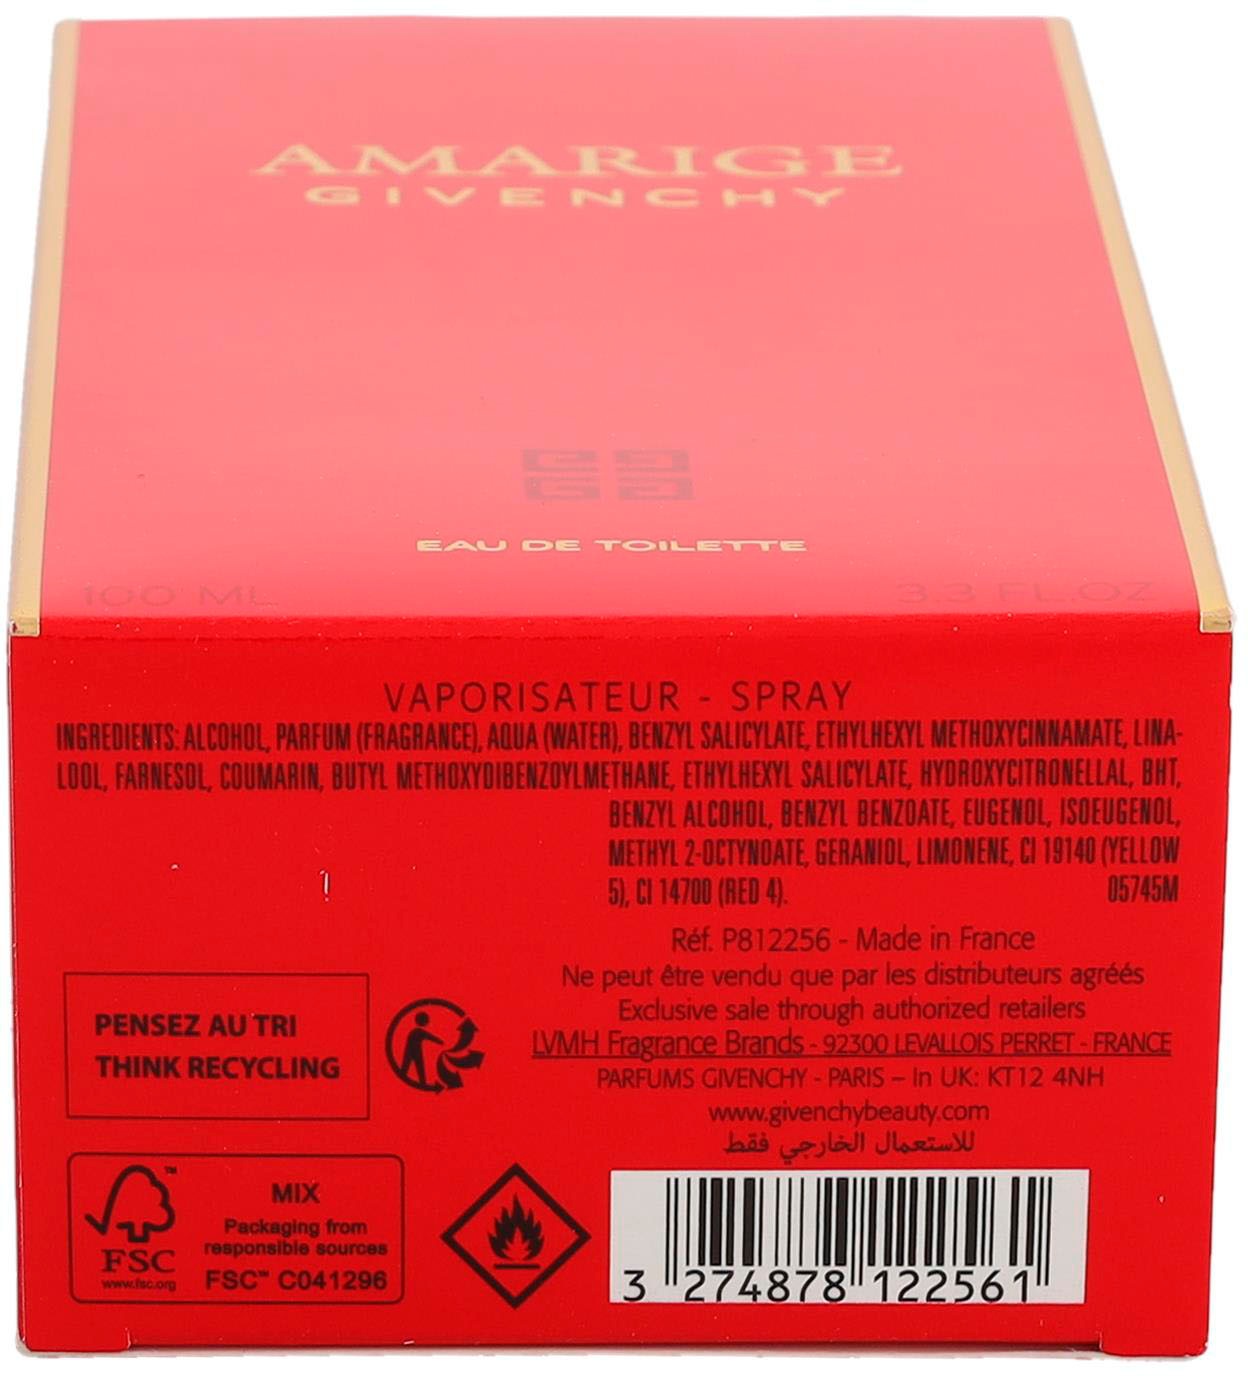 AMARIGE
GIVENCHY
EAU DE TOILETTE
100 ML 3.3 FL.OZ
VAPORISATEUR - SPRAY
INGREDIENTS: ALCOHOL, PARFUM (FRAGRANCE), AQUA (WATER), BENZYL SALICYLATE, ETHYLHEXYL METHOXYCINNAMATE, LINA-
LOOL, FARNESOL, COUMARIN, BUTYL METHOXYDIBENZOYLMETHANE, ETHYLHEXYL SALICYLATE, HYDROXYCITRONELLAL, BHT,
BENZYL ALCOHOL, BENZYL BENZOATE, EUGENOL, ISOEUGENOL,
METHYL 2-OCTYNOATE, GERANIOL, LIMONENE, CI 19140 (YELLOW
5), CI 14700 (RED 4). 05745M
Réf. P812256 - Made in France
Ne peut être vendu que par les distributeurs agréés
Exclusive sale through authorized retailers
LVMH Fragrance Brands - 92300 LEVALLOIS PERRET - FRANCE
PARFUMS GIVENCHY - PARIS – In UK: KT12 4NH
www.givenchybeauty.com
للاستعمال الخارجي فقط
PENSEZ AU TRI
THINK RECYCLING
FSC
www.fsc.org
MIX
Packaging from
responsible sources
FSC™ C041296
3 274878 122561